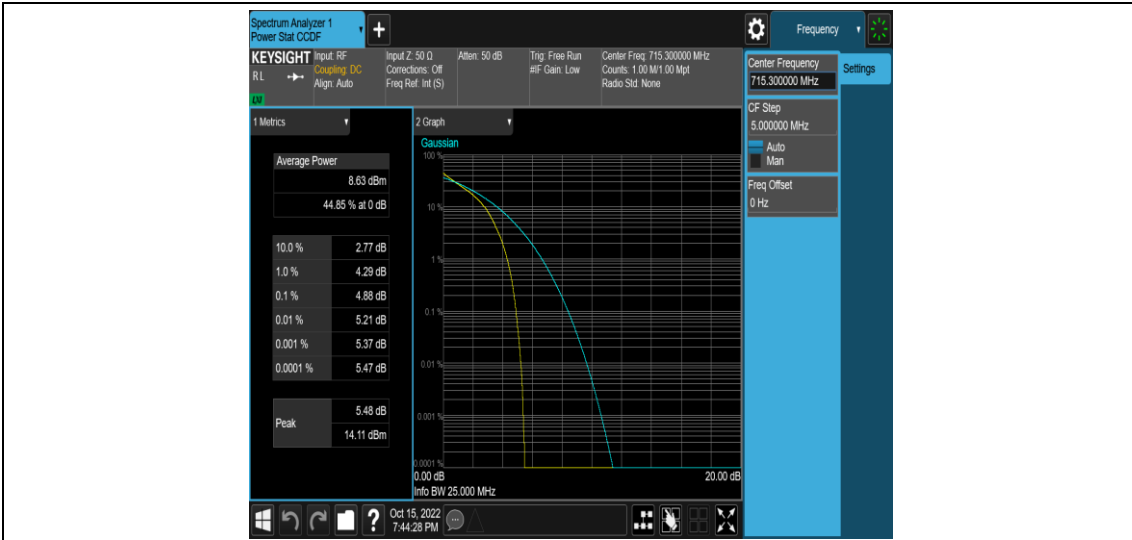 Spectrum Analyzer 1
Power Stat CCDF
+
Frequency
KEYSIGHT
Input: RF
Input Z: 50 Ω
Atten: 50 dB
Trig: Free Run
Center Freq: 715.300000 MHz
RL
Coupling: DC
Corrections: Off
#IF Gain: Low
Counts: 1.00 M/1.00 Mpt
Align: Auto
Freq Ref: Int (S)
Radio Std: None
Center Frequency
715.300000 MHz
Settings
CF Step
5.000000 MHz
Auto
Man
Freq Offset
0 Hz
1 Metrics
Average Power
8.63 dBm
44.85 % at 0 dB
10.0 % 2.77 dB
1.0 % 4.29 dB
0.1 % 4.88 dB
0.01 % 5.21 dB
0.001 % 5.37 dB
0.0001 % 5.47 dB
Peak
5.48 dB
14.11 dBm
2 Graph
Gaussian
100 %
10 %
1 %
0.1 %
0.01 %
0.001 %
0.0001 %
0.00 dB
20.00 dB
Info BW 25.000 MHz
?
Oct 15, 2022
7:44:28 PM